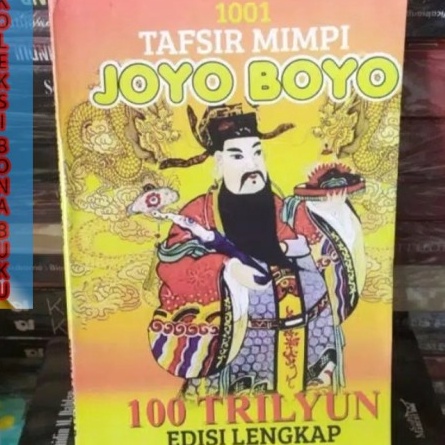 1001
TAFSIR MIMPI
JOYO BOYO
100 TRILYUN
EDISI LENGKAP
KOLEKSI BONA BUKU